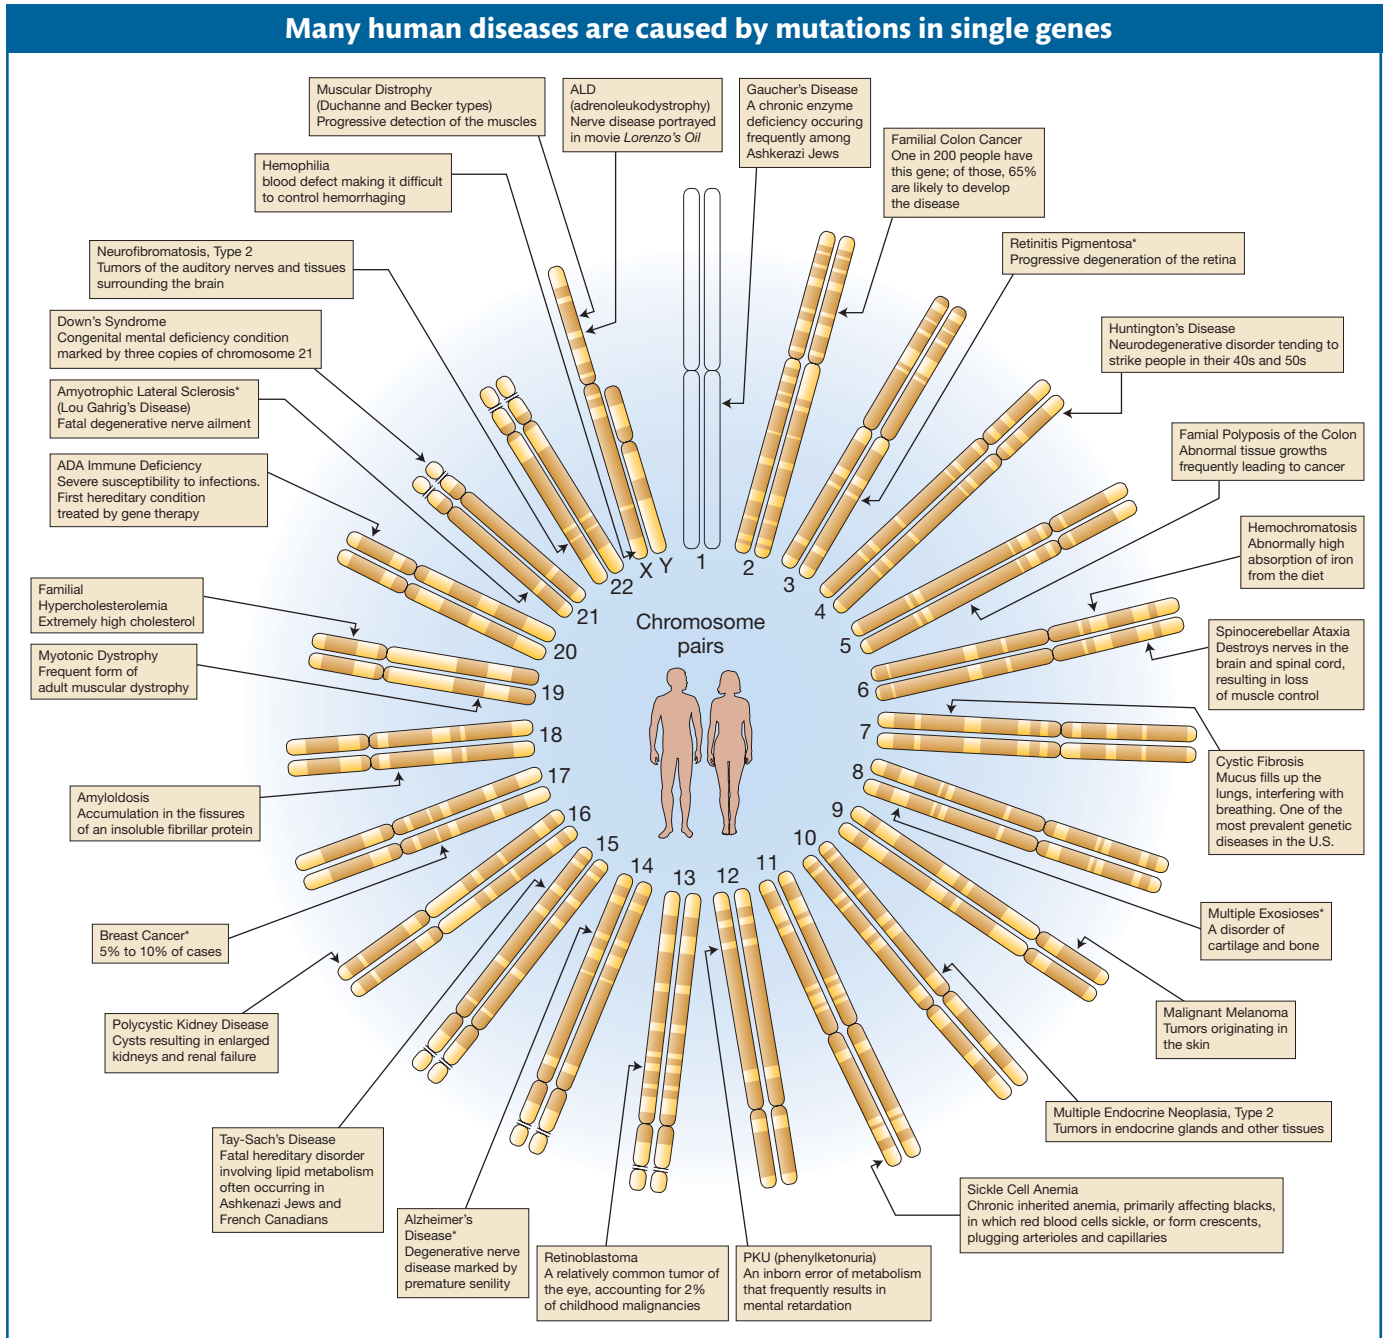 Many human diseases are caused by mutations in single genes
Muscular Distrophy
(Duchanne and Becker types)
Progressive detection of the muscles
ALD
(adrenoleukodystrophy)
Nerve disease portrayed
in movie Lorenzo's Oil
Gaucher's Disease
A chronic enzyme
deficiency occuring
frequently among
Ashkerazi Jews
Familial Colon Cancer
One in 200 people have
this gene; of those, 65%
are likely to develop
the disease
Hemophilia
blood defect making it difficult
to control hemorrhaging
Retinitis Pigmentosa*
Progressive degeneration of the retina
Neurofibromatosis, Type 2
Tumors of the auditory nerves and tissues
surrounding the brain
Huntington's Disease
Neurodegenerative disorder tending to
strike people in their 40s and 50s
Down's Syndrome
Congenital mental deficiency condition
marked by three copies of chromosome 21
Amyotrophic Lateral Sclerosis*
(Lou Gahrig's Disease)
Fatal degenerative nerve ailment
Famial Polyposis of the Colon
Abnormal tissue growths
frequently leading to cancer
ADA Immune Deficiency
Severe susceptibility to infections.
First hereditary condition
treated by gene therapy
Hemochromatosis
Abnormally high
absorption of iron
from the diet
Familial
Hypercholesterolemia
Extremely high cholesterol
Spinocerebellar Ataxia
Destroys nerves in the
brain and spinal cord,
resulting in loss
of muscle control
Myotonic Dystrophy
Frequent form of
adult muscular dystrophy
Cystic Fibrosis
Mucus fills up the
lungs, interfering with
breathing. One of the
most prevalent genetic
diseases in the U.S.
Amyloldosis
Accumulation in the fissures
of an insoluble fibrillar protein
Multiple Exosioses*
A disorder of
cartilage and bone
Breast Cancer*
5% to 10% of cases
Malignant Melanoma
Tumors originating in
the skin
Polycystic Kidney Disease
Cysts resulting in enlarged
kidneys and renal failure
Multiple Endocrine Neoplasia, Type 2
Tumors in endocrine glands and other tissues
Tay-Sach's Disease
Fatal hereditary disorder
involving lipid metabolism
often occurring in
Ashkenazi Jews and
French Canadians
Sickle Cell Anemia
Chronic inherited anemia, primarily affecting blacks,
in which red blood cells sickle, or form crescents,
plugging arterioles and capillaries
Alzheimer's
Disease*
Degenerative nerve
disease marked by
premature senility
Retinoblastoma
A relatively common tumor of
the eye, accounting for 2%
of childhood malignancies
PKU (phenylketonuria)
An inborn error of metabolism
that frequently results in
mental retardation
Chromosome
pairs
1
2
3
4
5
6
7
8
9
10
11
12
13
14
15
16
17
18
19
20
21
22
X
Y